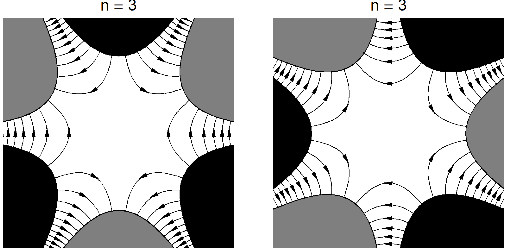 n = 3
n = 3